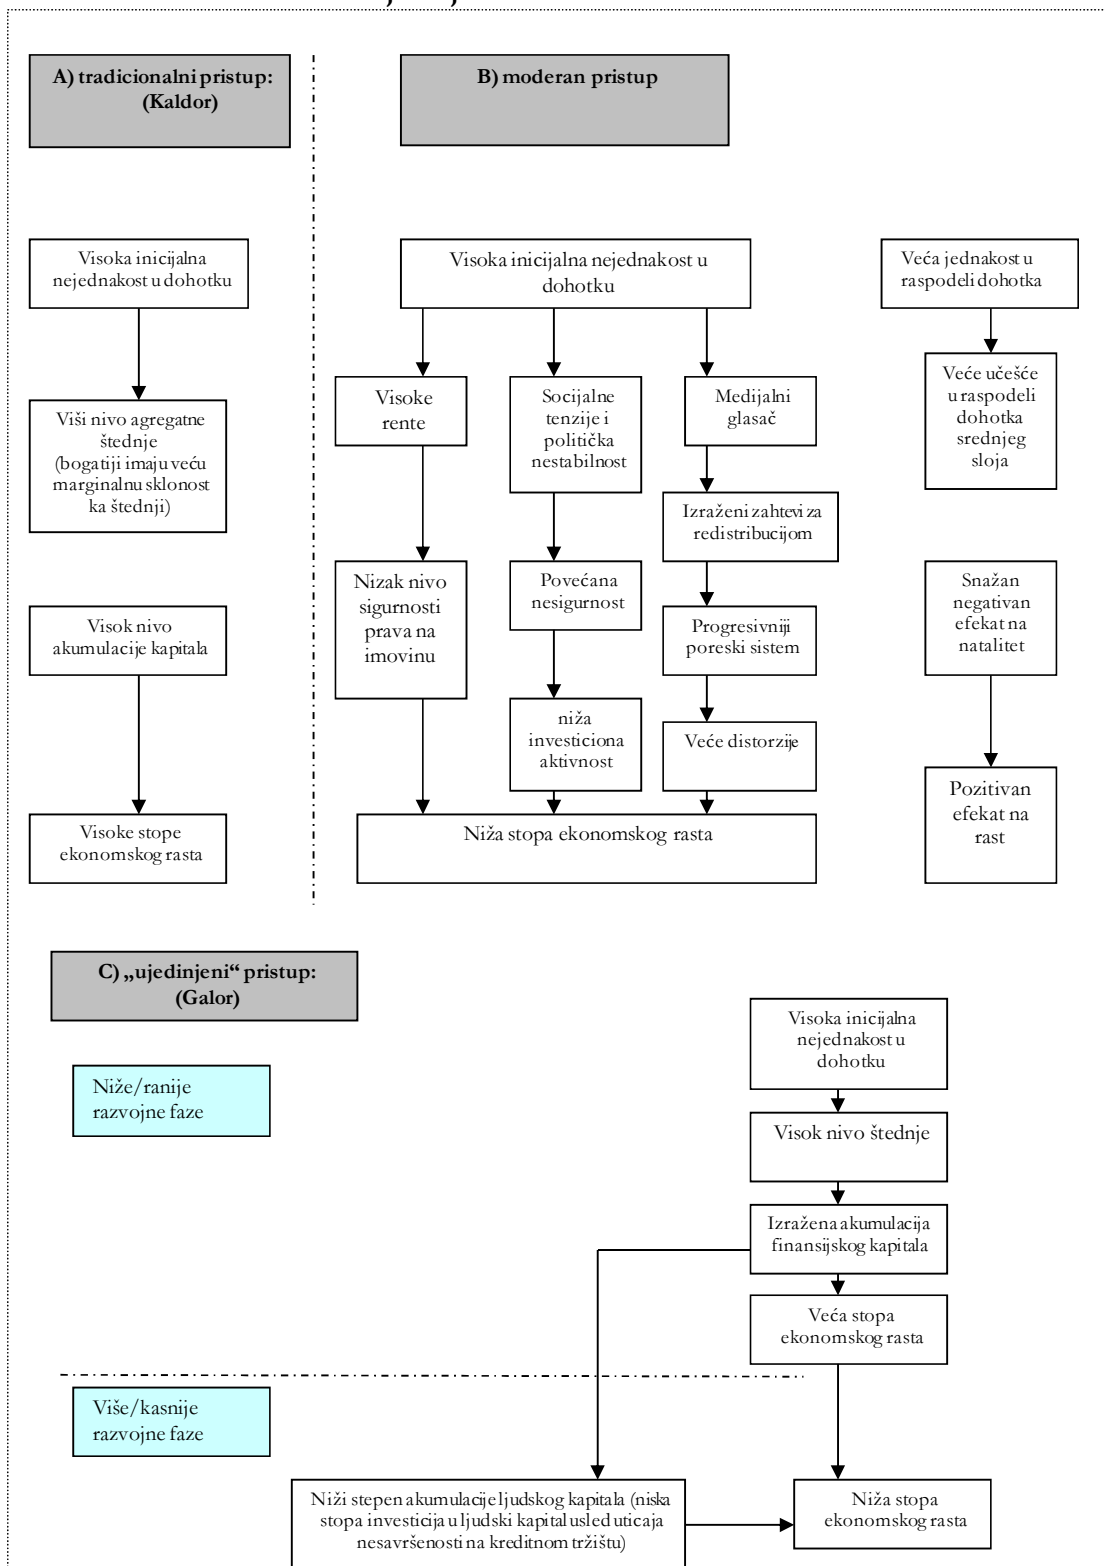 A) tradicionalni pristup:
(Kaldor)
B) moderan pristup
Visoka inicijalna
nejednakost u dohotku
Viši nivo agregatne
štednje
(bogatiji imaju veću
marginalnu sklonost
ka štednji)
Visok nivo
akumulacije kapitala
Visoke stope
ekonomskog rasta
Visoka inicijalna nejednakost u
dohotku
Visoke
rente
Nizak nivo
sigurnosti
prava na
imovinu
Socijalne
tenzije i
politička
nestabilnost
Povećana
nesigurnost
niža
investiciona
aktivnost
Medijalni
glasač
Izraženi zahtevi za
redistribucijom
Progresivniji
poreski sistem
Veće distorzije
Niža stopa ekonomskog rasta
Veća jednakost u
raspodeli dohotka
Veće učešće
u raspodeli
dohotka
srednjeg
sloja
Snažan
negativan
efekat na
natalitet
Pozitivan
efekat na
rast
C) „ujedinjeni“ pristup:
(Galor)
Niže/ranije
razvojne faze
Visoka inicijalna
nejednakost u
dohotku
Visok nivo štednje
Izražena akumulacija
finansijskog kapitala
Veća stopa
ekonomskog rasta
Više/kasnije
razvojne faze
Niži stepen akumulacije ljudskog kapitala (niska
stopa investicija u ljudski kapital usled uticaja
nesavršenosti na kreditnom tržištu)
Niža stopa
ekonomskog rasta